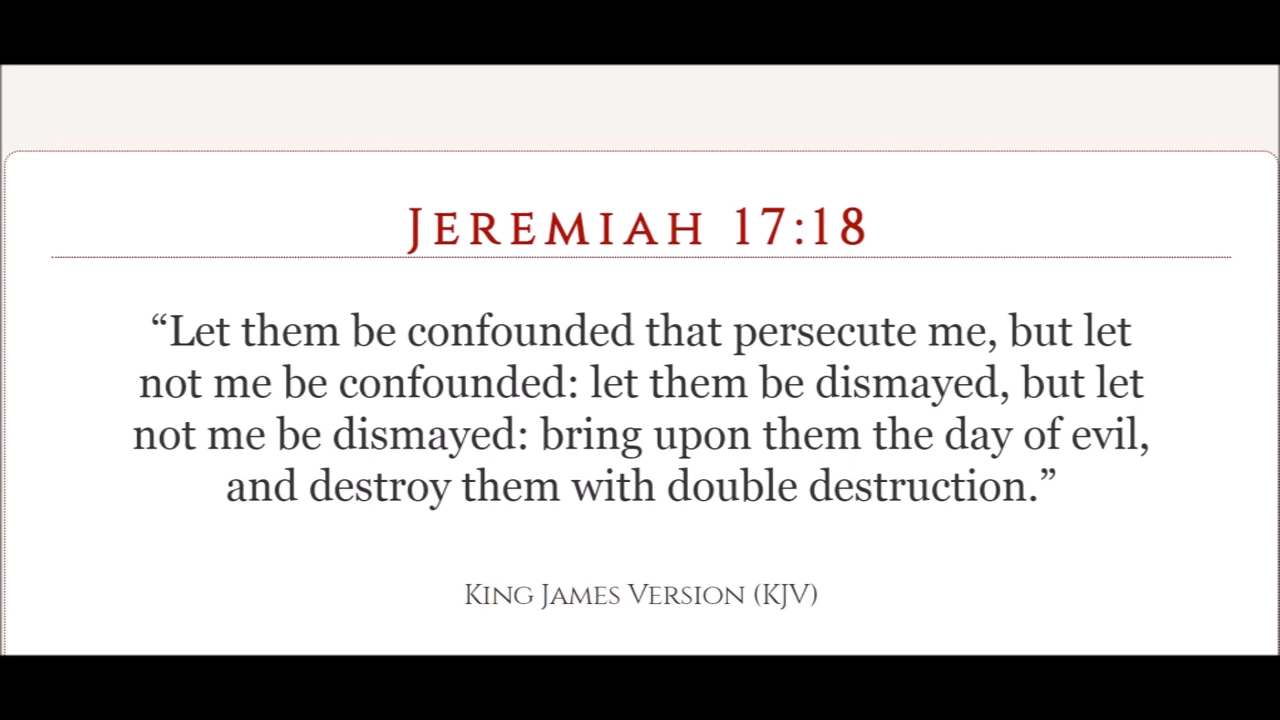 Jeremiah 17:18
“Let them be confounded that persecute me, but let
not me be confounded: let them be dismayed, but let
not me be dismayed: bring upon them the day of evil,
and destroy them with double destruction.”
King James Version (KJV)